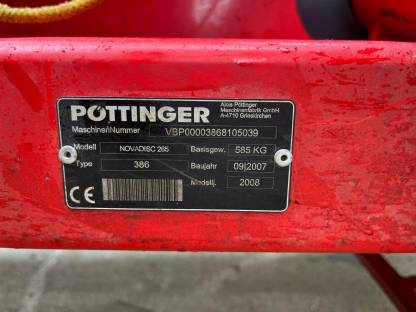 PÖTTINGER
Alois Pöttinger
Maschinenfabrik GmbH
A-4710 Grieskirchen
Maschinen/Nummer VBP00003868105039
Modell NOVADISC 265 Basisgew. 585 KG
Type 386 Baujahr 09|2007
CE Modellj. 2008